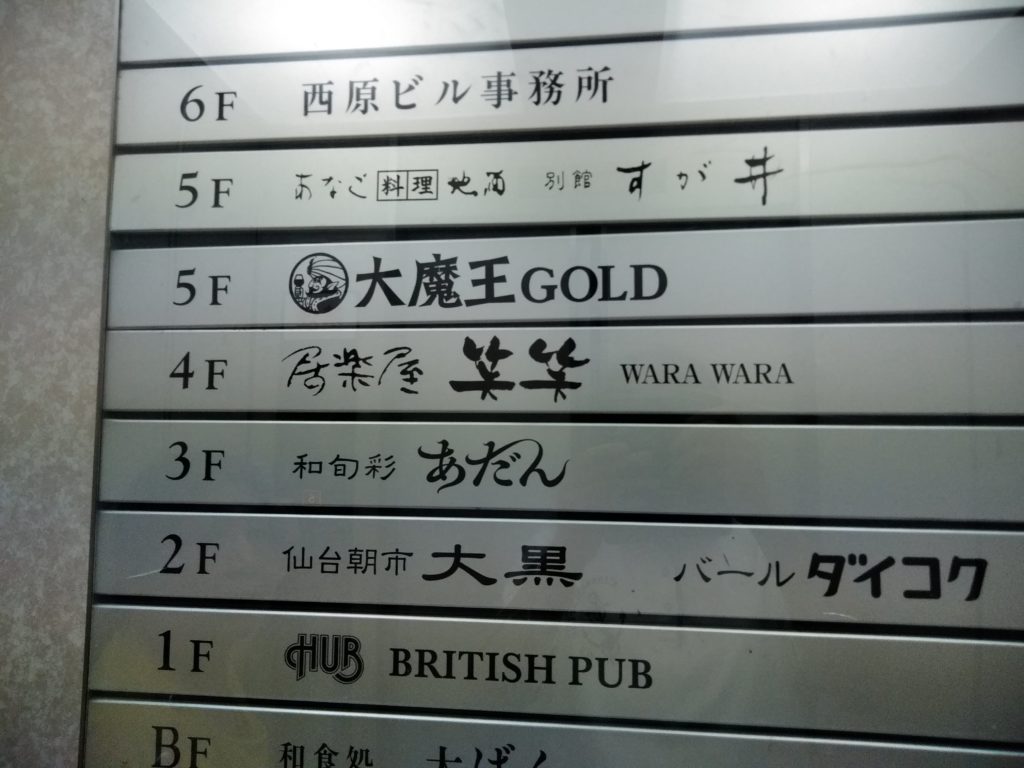 6F 西原ビル事務所
5F あなご料理地酒 別館 すが井
5F 大魔王GOLD
4F 居楽屋 笑笑 WARA WARA
3F 和旬彩 あだん
2F 仙台朝市 大黒 バールダイコク
1F HUB BRITISH PUB
BF 和食処